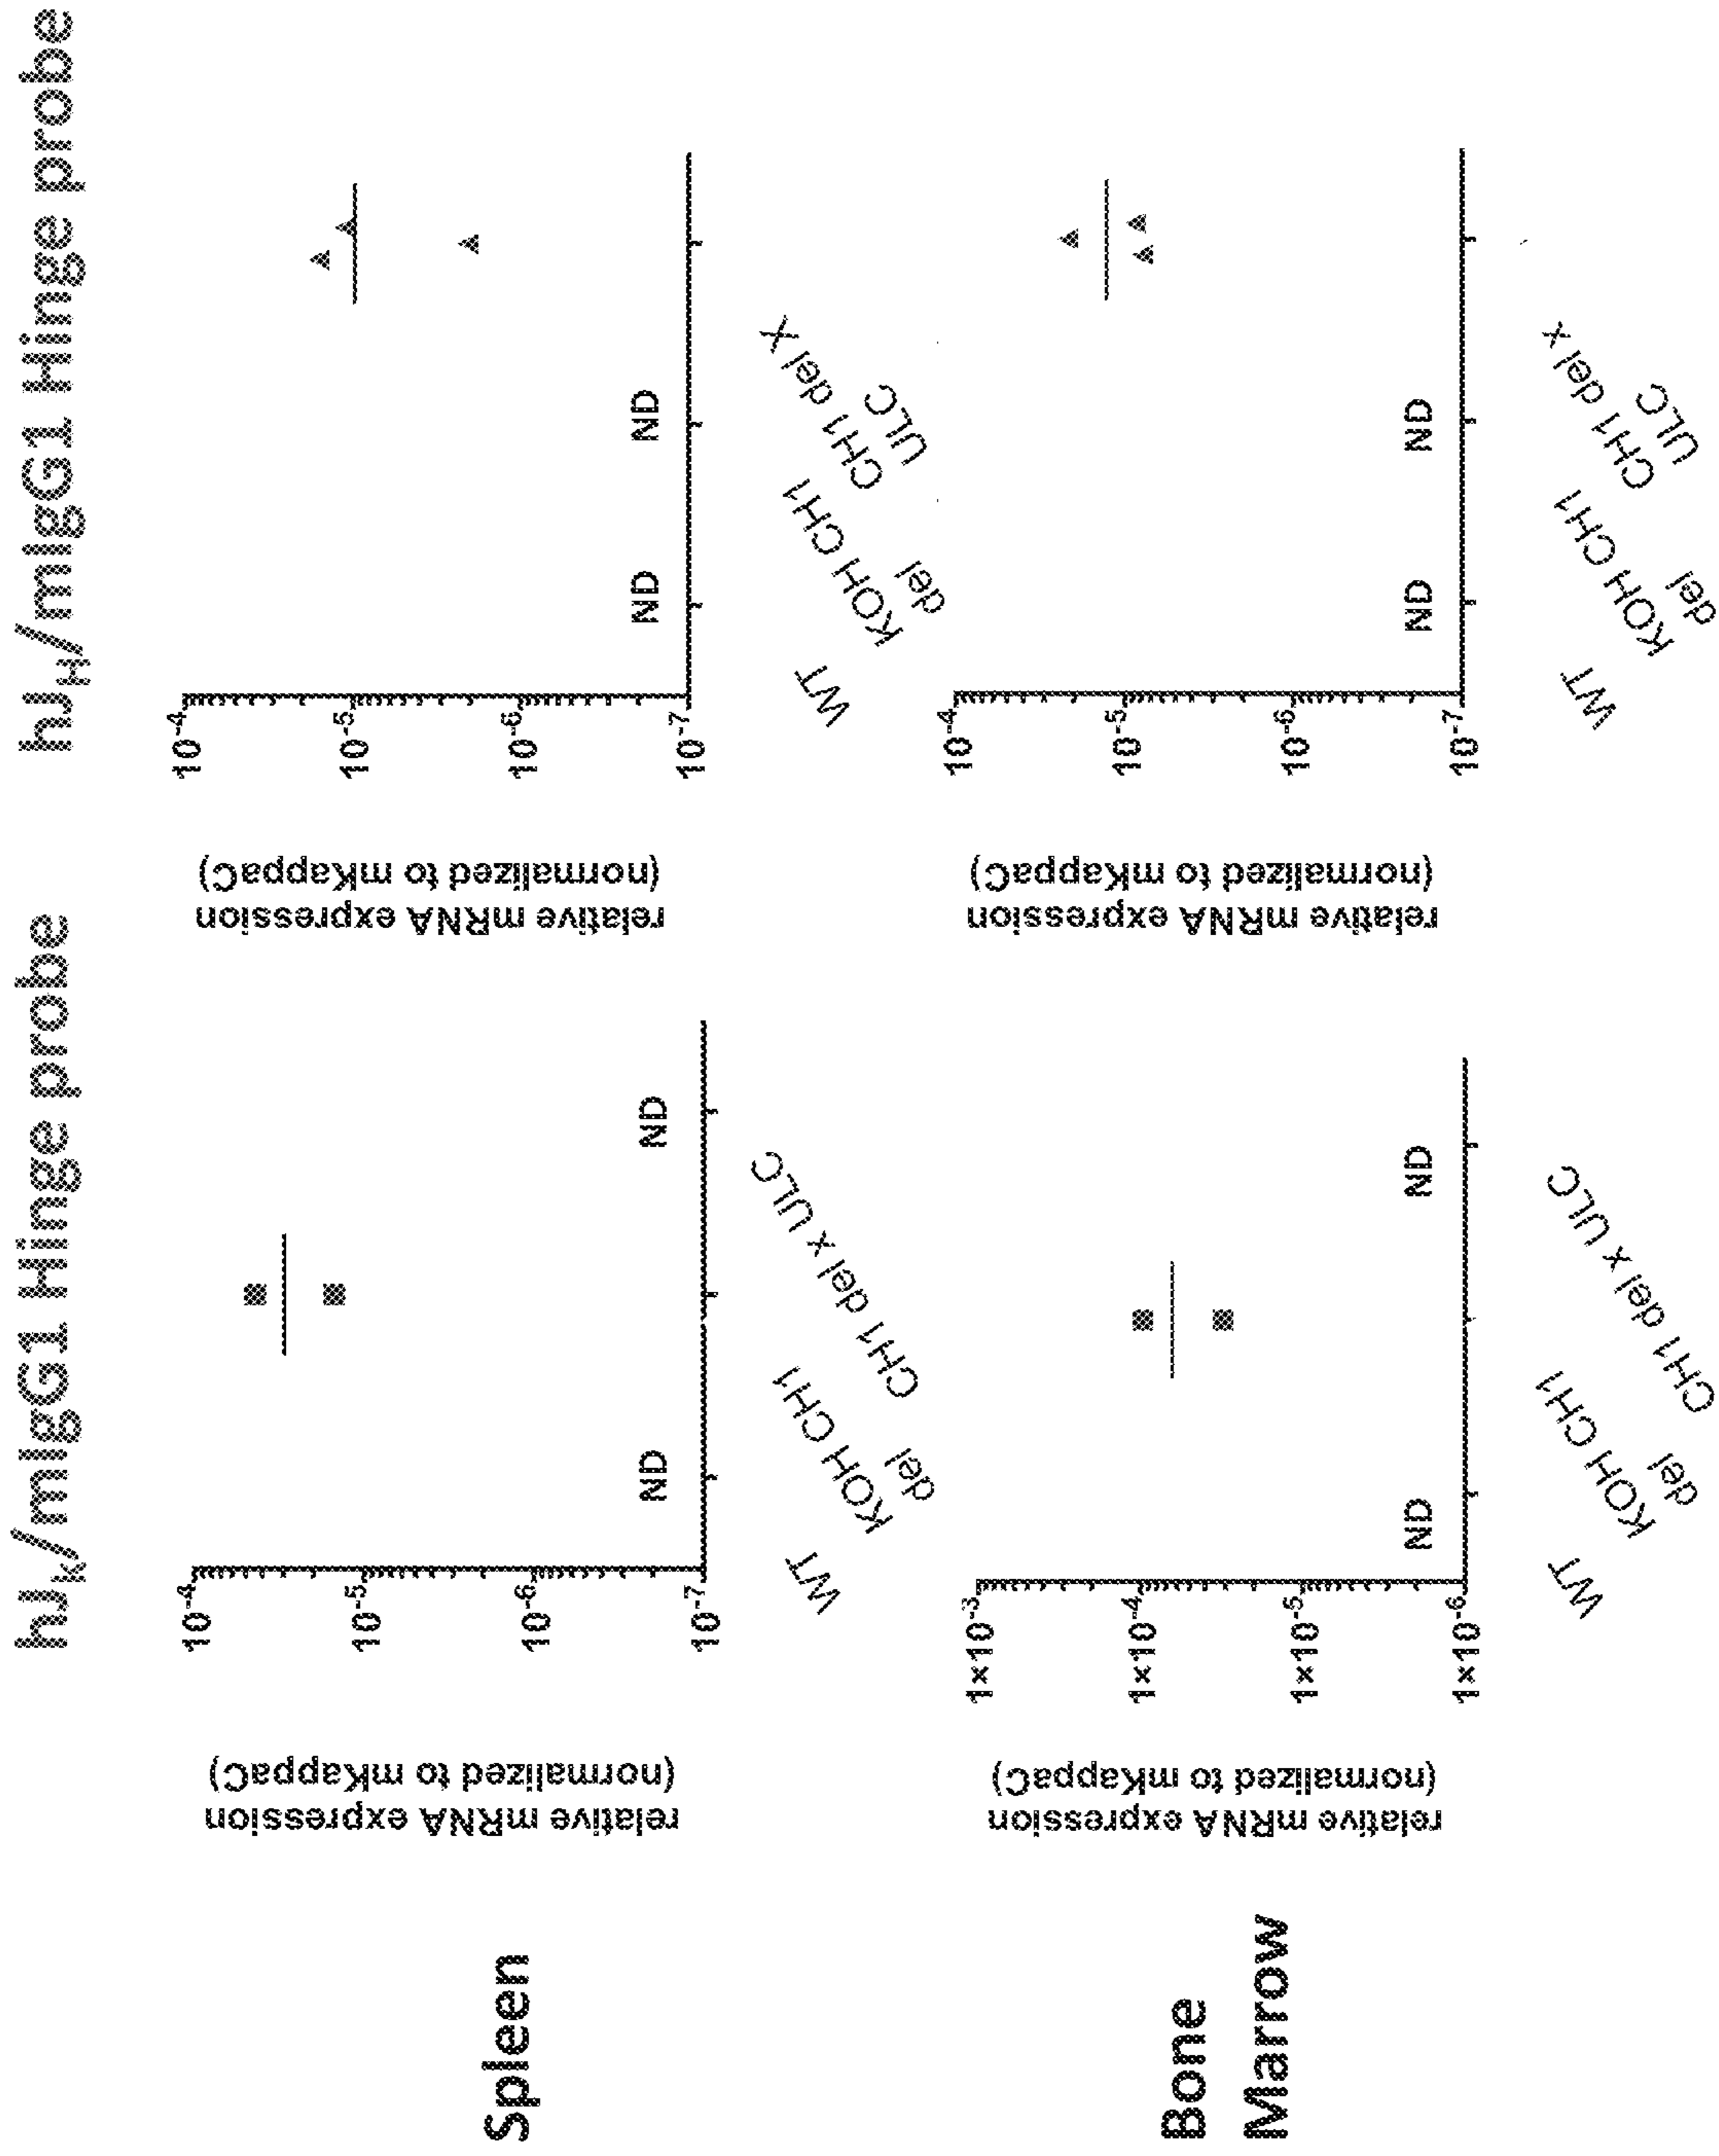 hJK/mIgG1 Hinge probe
hJH/mIgG1 Hinge probe
Spleen
relative mRNA expression
(normalized to mKappaC)
10-4
10-5
10-6
10-7
ND
ND
WT
KOH CH1
del
CH1 del x ULC
relative mRNA expression
(normalized to mKappaC)
10-4
10-5
10-6
10-7
ND
ND
WT
KOH CH1
del
CH1 del X
ULC
Bone
Marrow
relative mRNA expression
(normalized to mKappaC)
1×10-3
1×10-4
1×10-5
1×10-6
ND
ND
WT
KOH CH1
del
CH1 del x ULC
relative mRNA expression
(normalized to mKappaC)
10-4
10-5
10-6
10-7
ND
ND
WT
KOH CH1
del
CH1 del x
ULC